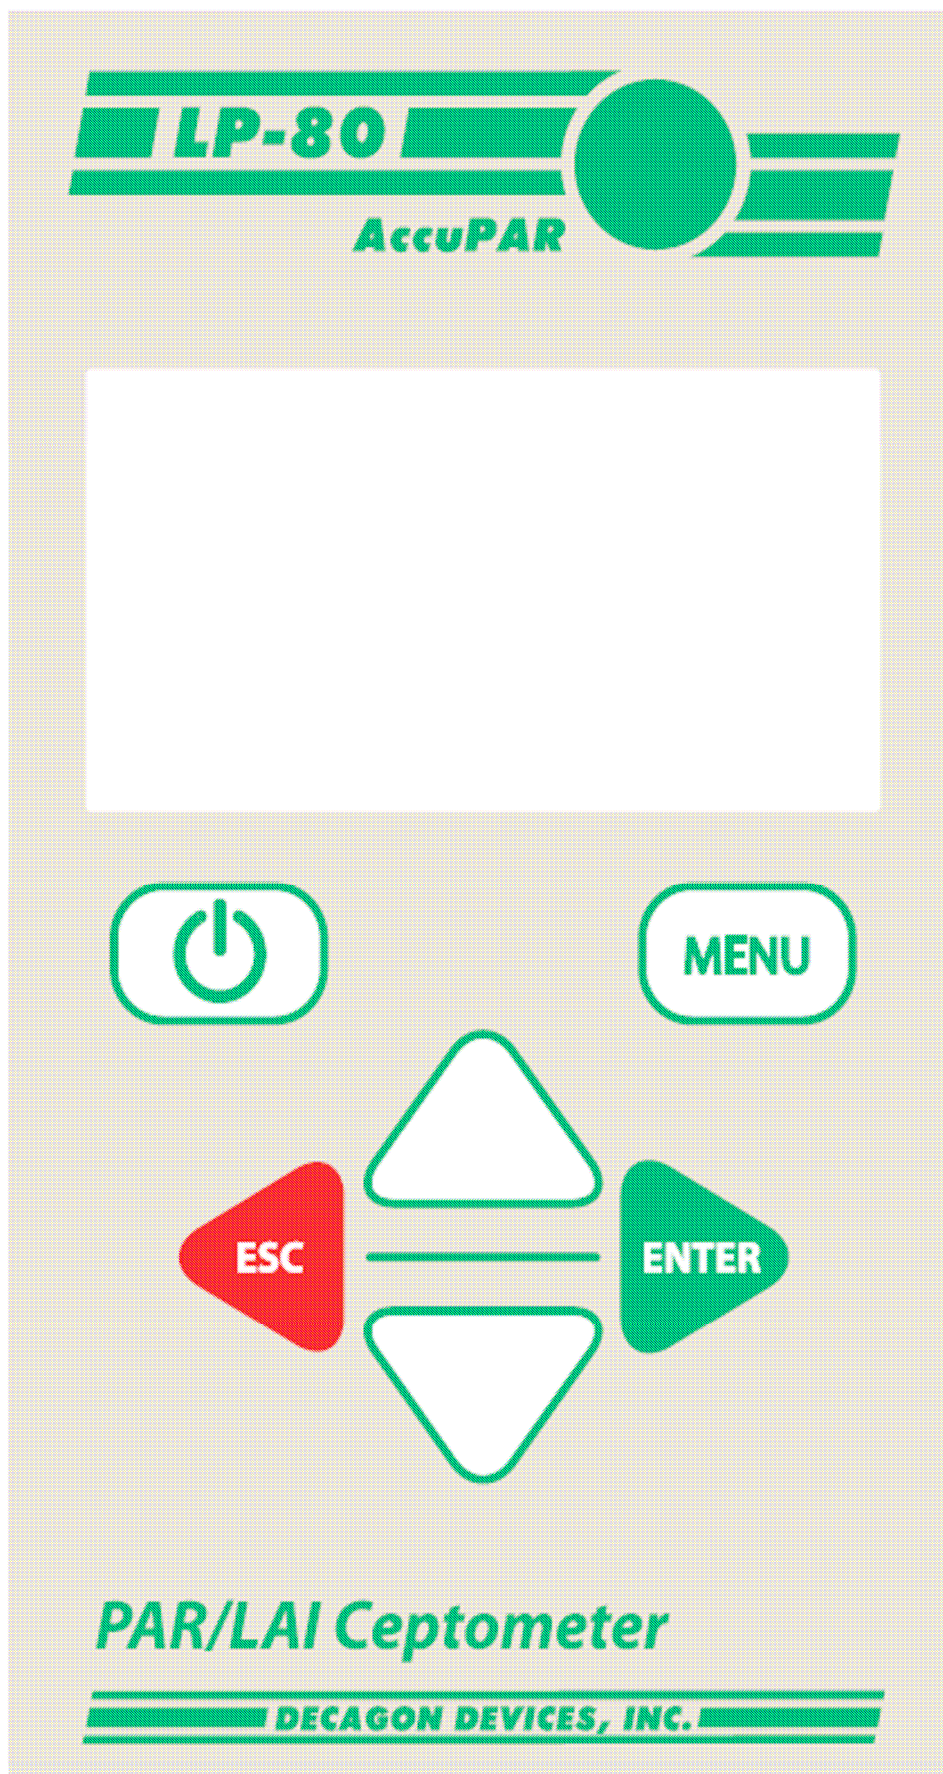 LP-80
AccuPAR
MENU
ESC
ENTER
PAR/LAI Ceptometer
DECAGON DEVICES, INC.